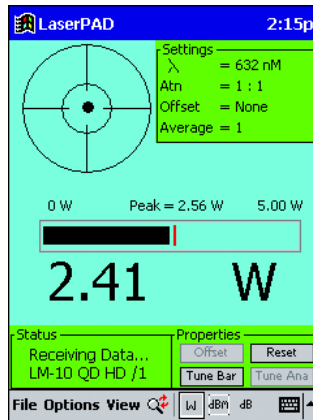 LaserPAD 2:15p
Settings
λ = 632 nM
Atn = 1 : 1
Offset = None
Average = 1
0 W Peak = 2.56 W 5.00 W
2.41 W
Status
Receiving Data...
LM-10 QD HD /1
Properties
Offset Reset
Tune Bar Tune Ana
File Options View W dBm dB